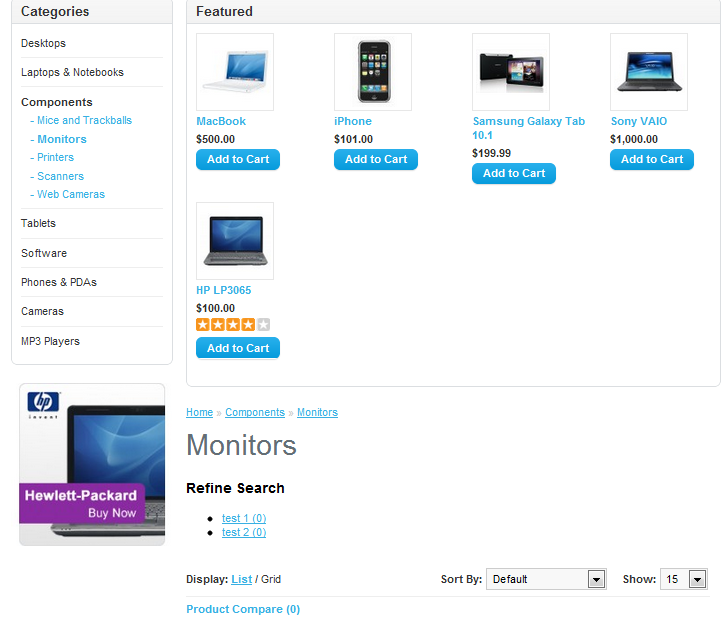 Categories
Desktops
Laptops & Notebooks
Components
- Mice and Trackballs
- Monitors
- Printers
- Scanners
- Web Cameras
Tablets
Software
Phones & PDAs
Cameras
MP3 Players
hp
invent
Hewlett-Packard
Buy Now
Featured
MacBook
$500.00
Add to Cart
iPhone
$101.00
Add to Cart
Samsung Galaxy Tab
10.1
$199.99
Add to Cart
Sony VAIO
$1,000.00
Add to Cart
HP LP3065
$100.00
Add to Cart
Home » Components » Monitors
Monitors
Refine Search
test 1 (0)
test 2 (0)
Display: List / Grid Sort By: Default Show: 15
Product Compare (0)